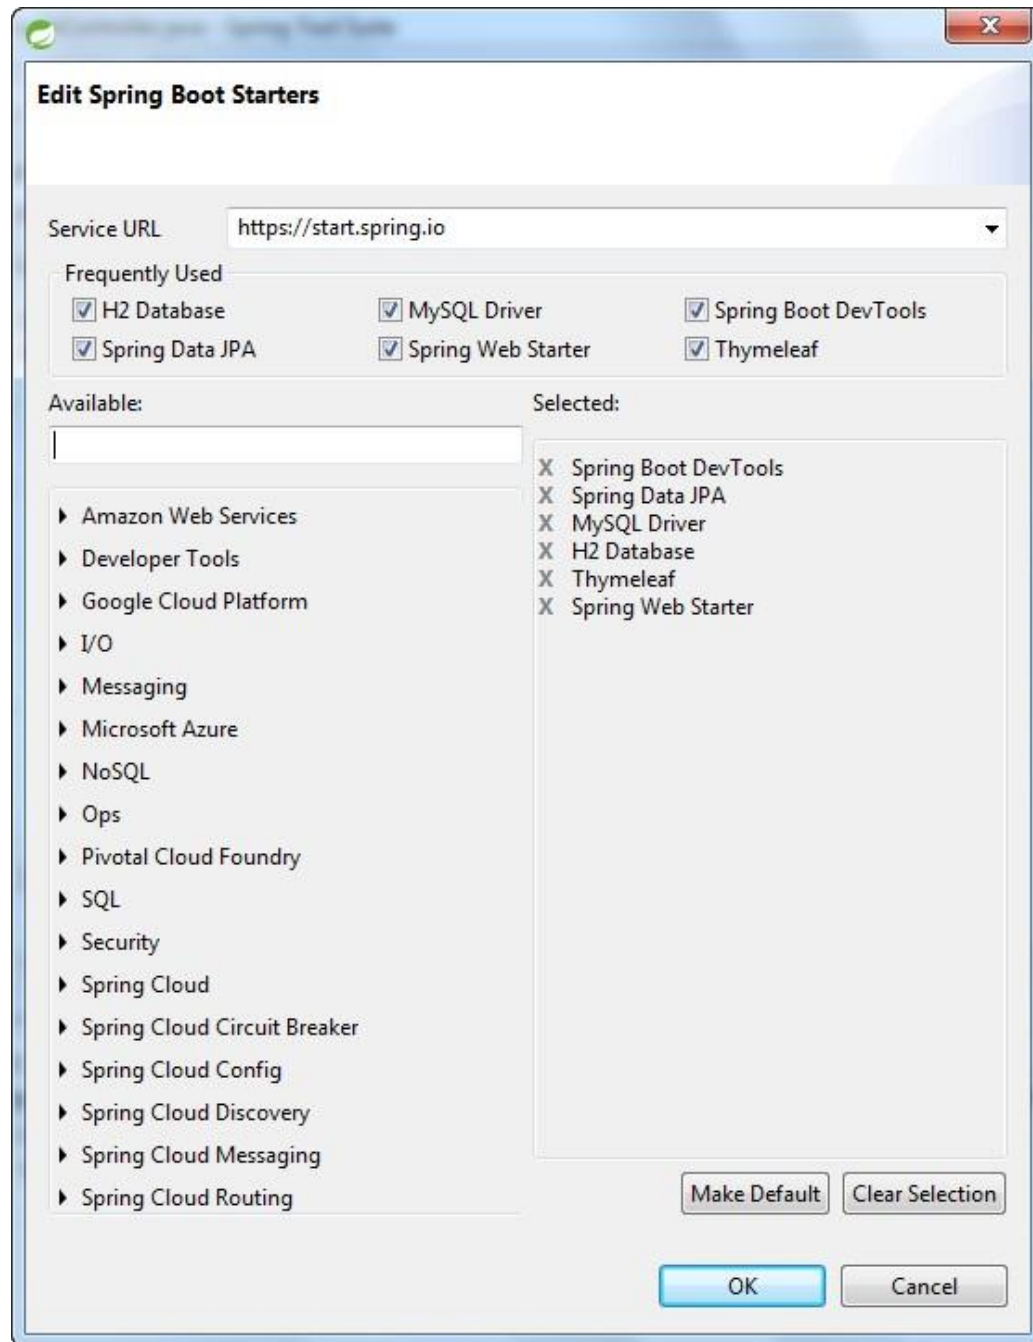 Edit Spring Boot Starters
Service URL https://start.spring.io
Frequently Used
H2 Database MySQL Driver Spring Boot DevTools
Spring Data JPA Spring Web Starter Thymeleaf
Available:
Amazon Web Services
Developer Tools
Google Cloud Platform
I/O
Messaging
Microsoft Azure
NoSQL
Ops
Pivotal Cloud Foundry
SQL
Security
Spring Cloud
Spring Cloud Circuit Breaker
Spring Cloud Config
Spring Cloud Discovery
Spring Cloud Messaging
Spring Cloud Routing
Selected:
X Spring Boot DevTools
X Spring Data JPA
X MySQL Driver
X H2 Database
X Thymeleaf
X Spring Web Starter
Make Default Clear Selection
OK Cancel